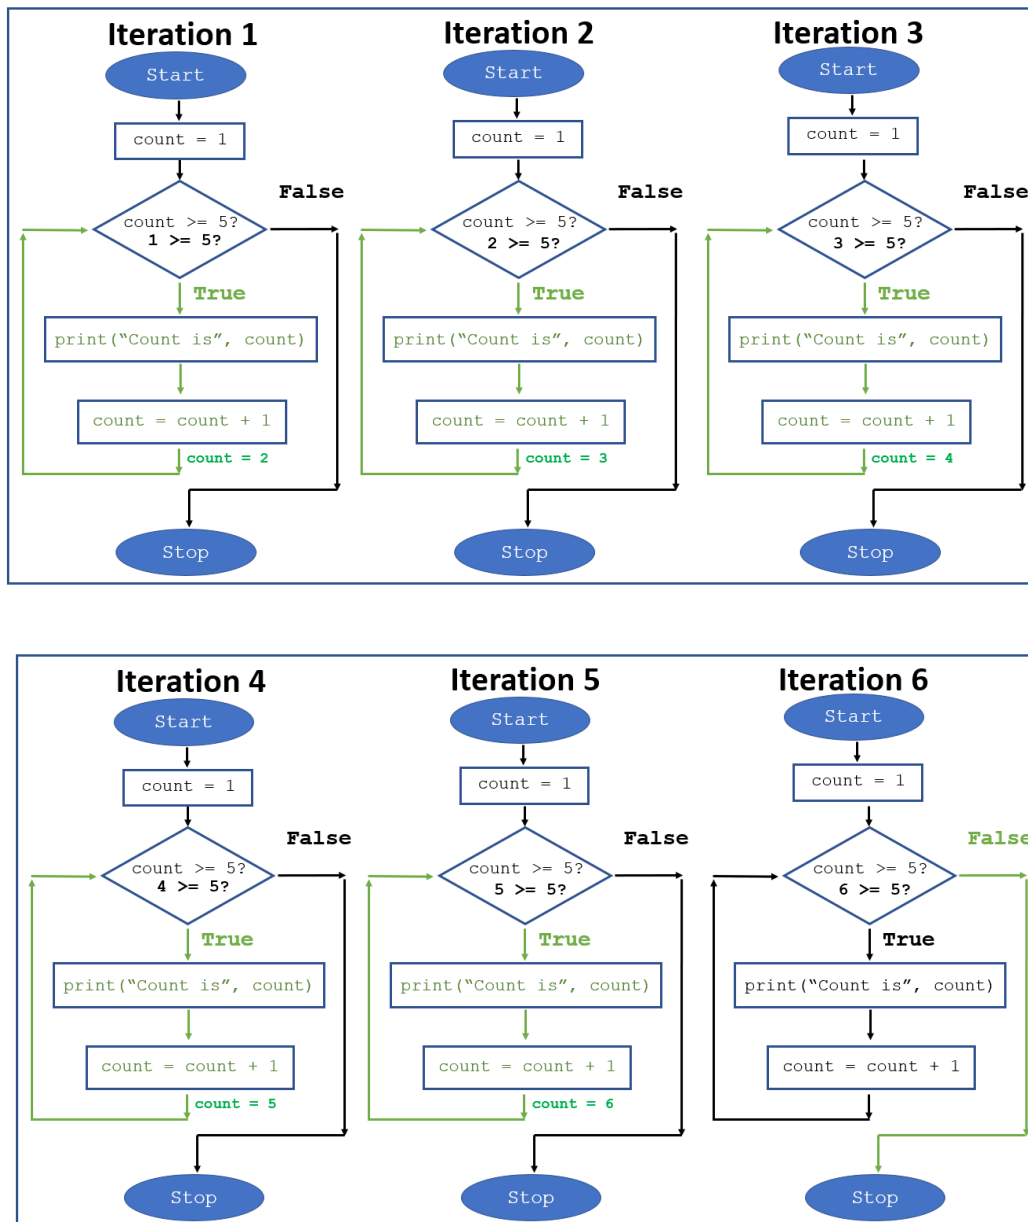 Iteration 1
Start
count = 1
False
count >= 5?
1 >= 5?
True
print(“Count is”, count)
count = count + 1
count = 2
Stop
Iteration 2
Start
count = 1
False
count >= 5?
2 >= 5?
True
print(“Count is”, count)
count = count + 1
count = 3
Stop
Iteration 3
Start
count = 1
False
count >= 5?
3 >= 5?
True
print(“Count is”, count)
count = count + 1
count = 4
Stop
Iteration 4
Start
count = 1
False
count >= 5?
4 >= 5?
True
print(“Count is”, count)
count = count + 1
count = 5
Stop
Iteration 5
Start
count = 1
False
count >= 5?
5 >= 5?
True
print(“Count is”, count)
count = count + 1
count = 6
Stop
Iteration 6
Start
count = 1
False
count >= 5?
6 >= 5?
True
print(“Count is”, count)
count = count + 1
Stop